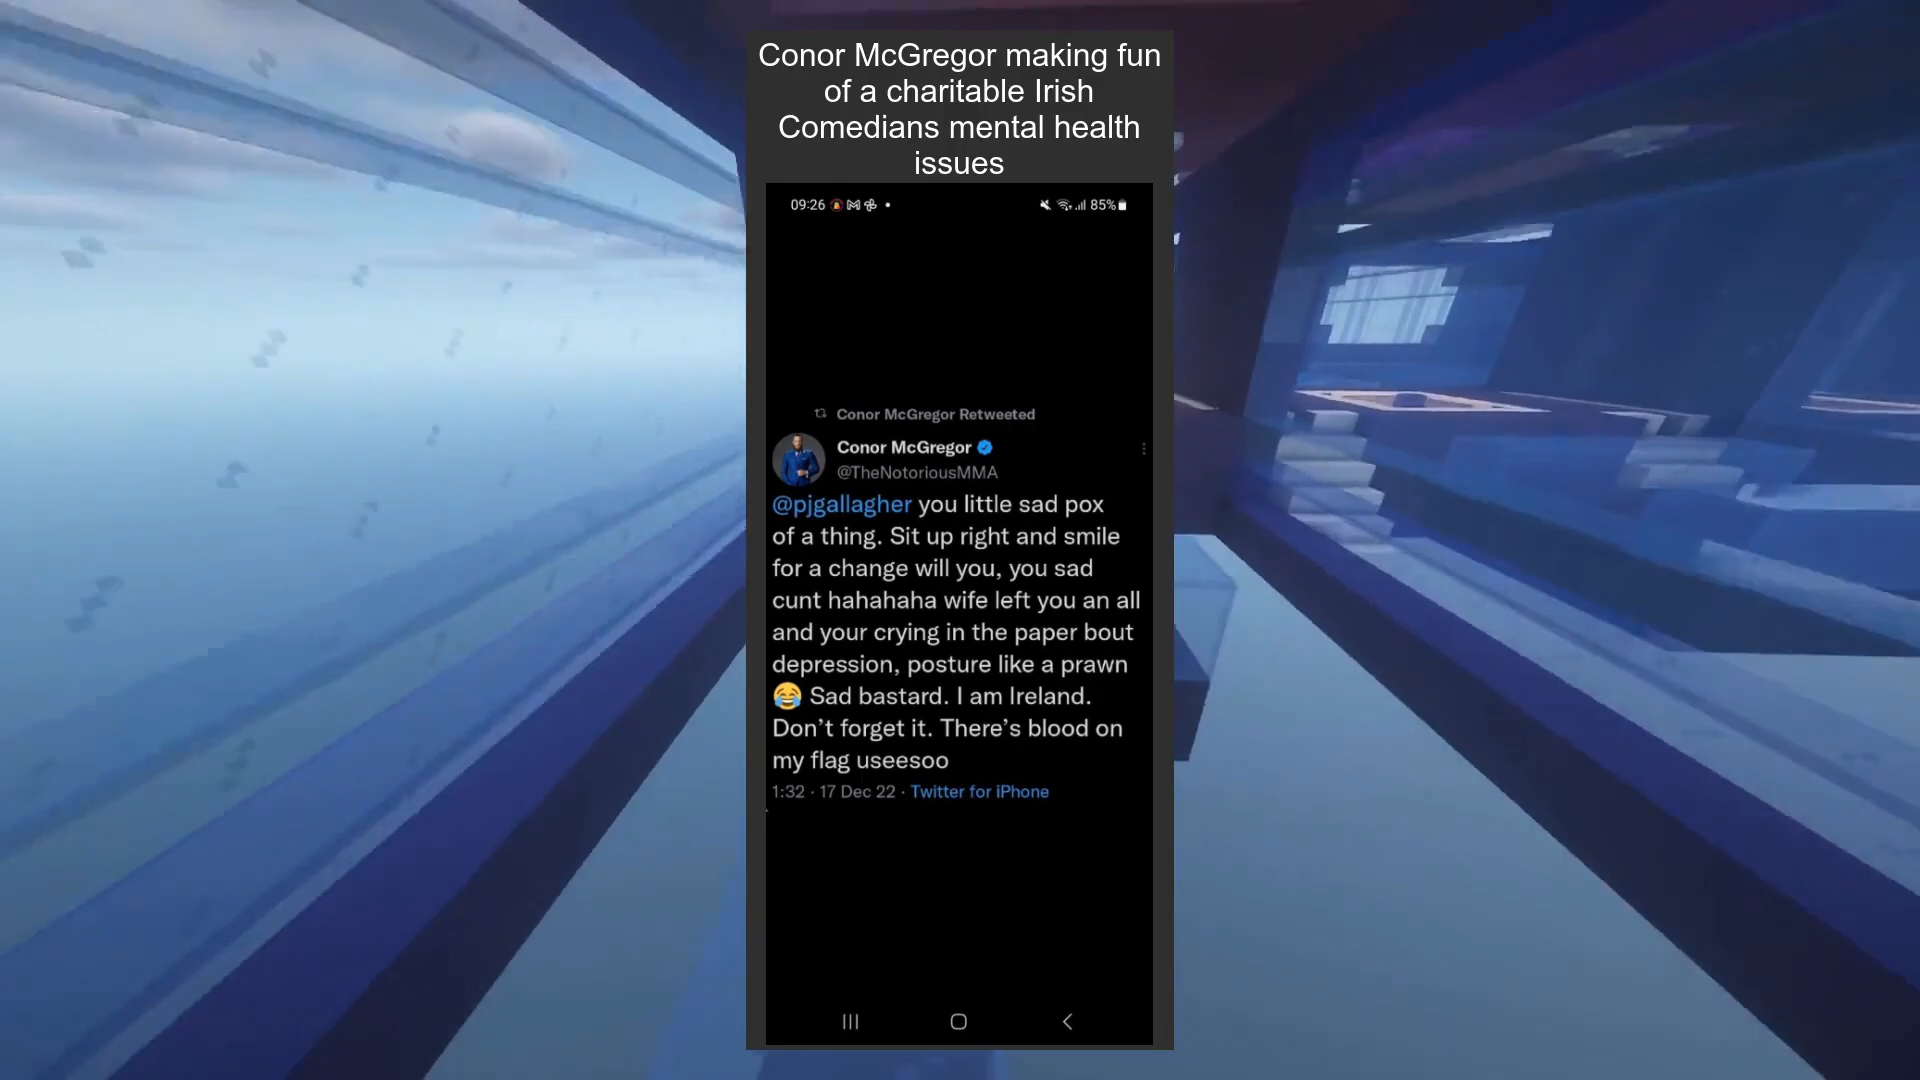 Conor McGregor making fun
of a charitable Irish
Comedians mental health
issues
09:26
85%
Conor McGregor Retweeted
Conor McGregor
@TheNotoriousMMA
@pjgallagher you little sad pox
of a thing. Sit up right and smile
for a change will you, you sad
cunt hahahaha wife left you an all
and your crying in the paper bout
depression, posture like a prawn
😂 Sad bastard. I am Ireland.
Don’t forget it. There’s blood on
my flag useesoo
1:32 · 17 Dec 22 · Twitter for iPhone